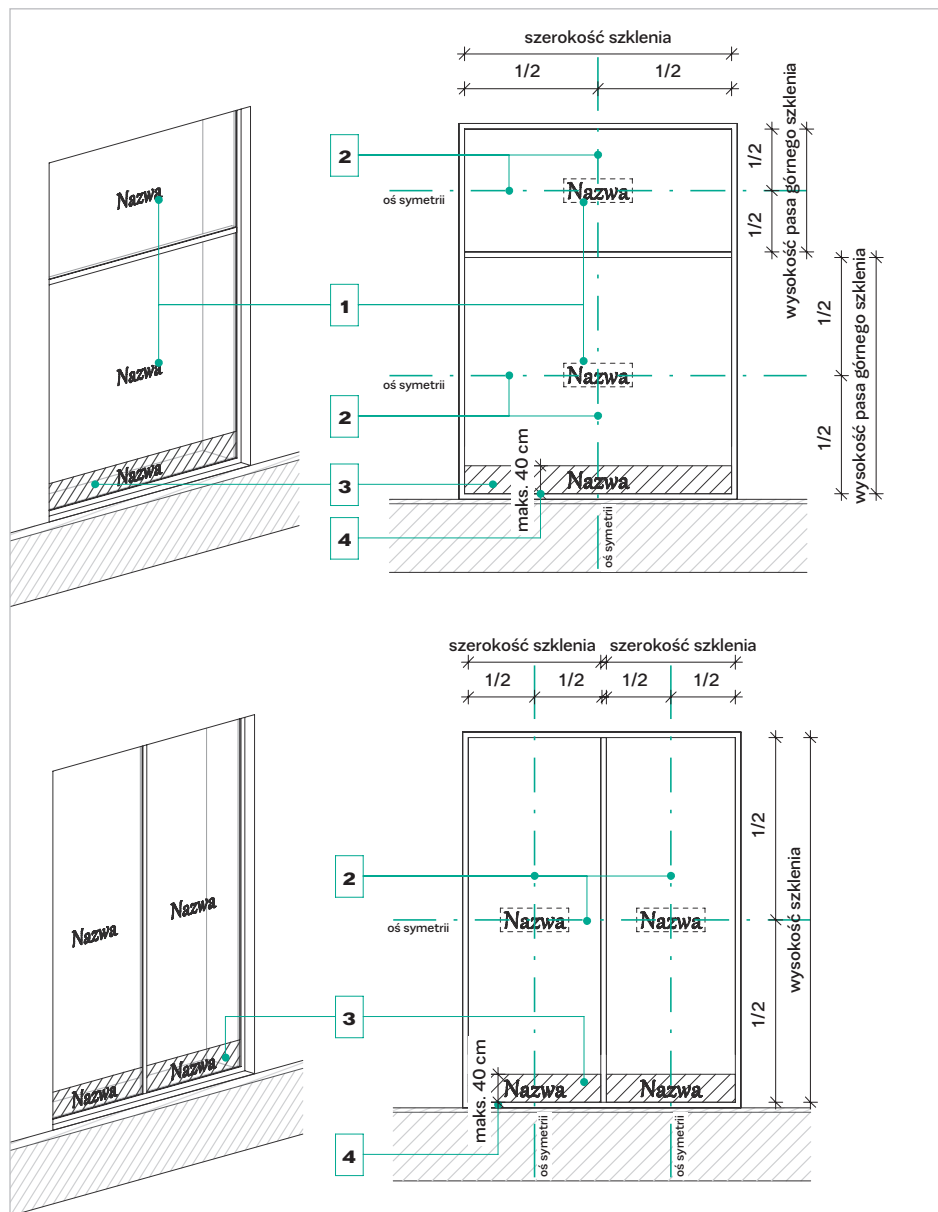 szerokość szklenia
1/2 1/2
2
oś symetrii
Nazwa
Nazwa
1/2
1/2
wysokość pasa górnego szklenia
1
Nazwa
oś symetrii
Nazwa
2
1/2
1/2
wysokość pasa górnego szklenia
3
Nazwa
maks. 40 cm
Nazwa
4
oś symetrii
szerokość szklenia szerokość szklenia
1/2 1/2 1/2 1/2
2
Nazwa
Nazwa
oś symetrii
Nazwa Nazwa
1/2
1/2
wysokość szklenia
3
Nazwa
Nazwa
maks. 40 cm
Nazwa Nazwa
4
oś symetrii
oś symetrii